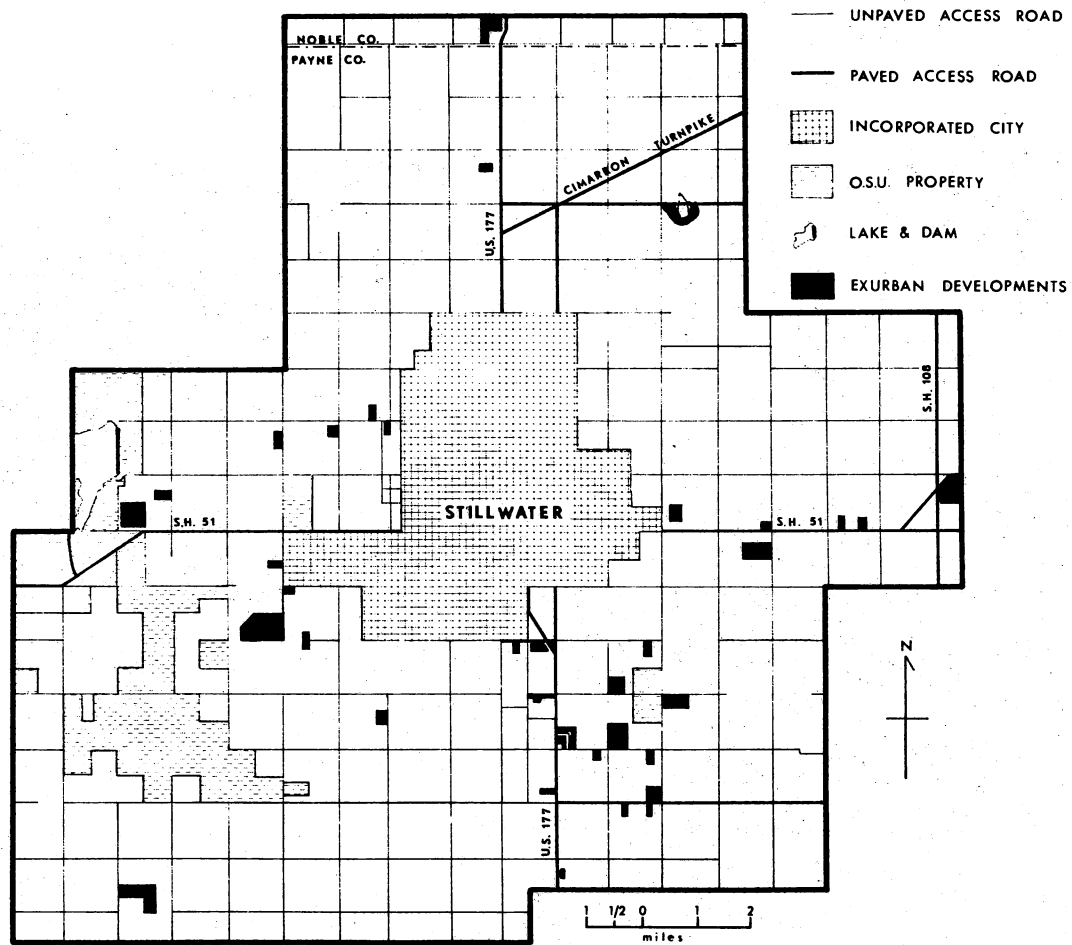 NOBLE CO.
PAYNE CO.
CIMARRON TURNPIKE
U.S. 177
S.H. 108
STILLWATER
S.H. 51
S.H. 51
U.S. 177
UNPAVED ACCESS ROAD
PAVED ACCESS ROAD
INCORPORATED CITY
O.S.U. PROPERTY
LAKE & DAM
EXURBAN DEVELOPMENTS
N
1 1/2 0 1 2
miles